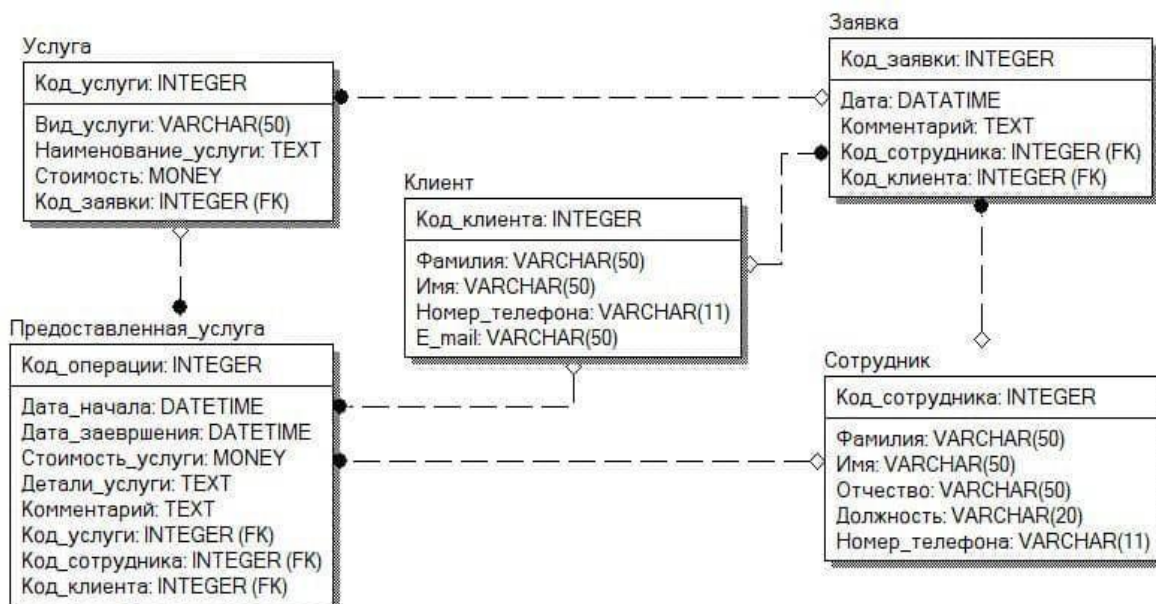 Услуга
Код_услуги: INTEGER
Вид_услуги: VARCHAR(50)
Наименование_услуги: TEXT
Стоимость: MONEY
Код_заявки: INTEGER (FK)
Заявка
Код_заявки: INTEGER
Дата: DATATIME
Комментарий: TEXT
Код_сотрудника: INTEGER (FK)
Код_клиента: INTEGER (FK)
Клиент
Код_клиента: INTEGER
Фамилия: VARCHAR(50)
Имя: VARCHAR(50)
Номер_телефона: VARCHAR(11)
E_mail: VARCHAR(50)
Предоставленная_услуга
Код_операции: INTEGER
Дата_начала: DATETIME
Дата_заевршения: DATETIME
Стоимость_услуги: MONEY
Детали_услуги: TEXT
Комментарий: TEXT
Код_услуги: INTEGER (FK)
Код_сотрудника: INTEGER (FK)
Код_клиента: INTEGER (FK)
Сотрудник
Код_сотрудника: INTEGER
Фамилия: VARCHAR(50)
Имя: VARCHAR(50)
Отчество: VARCHAR(50)
Должность: VARCHAR(20)
Номер_телефона: VARCHAR(11)